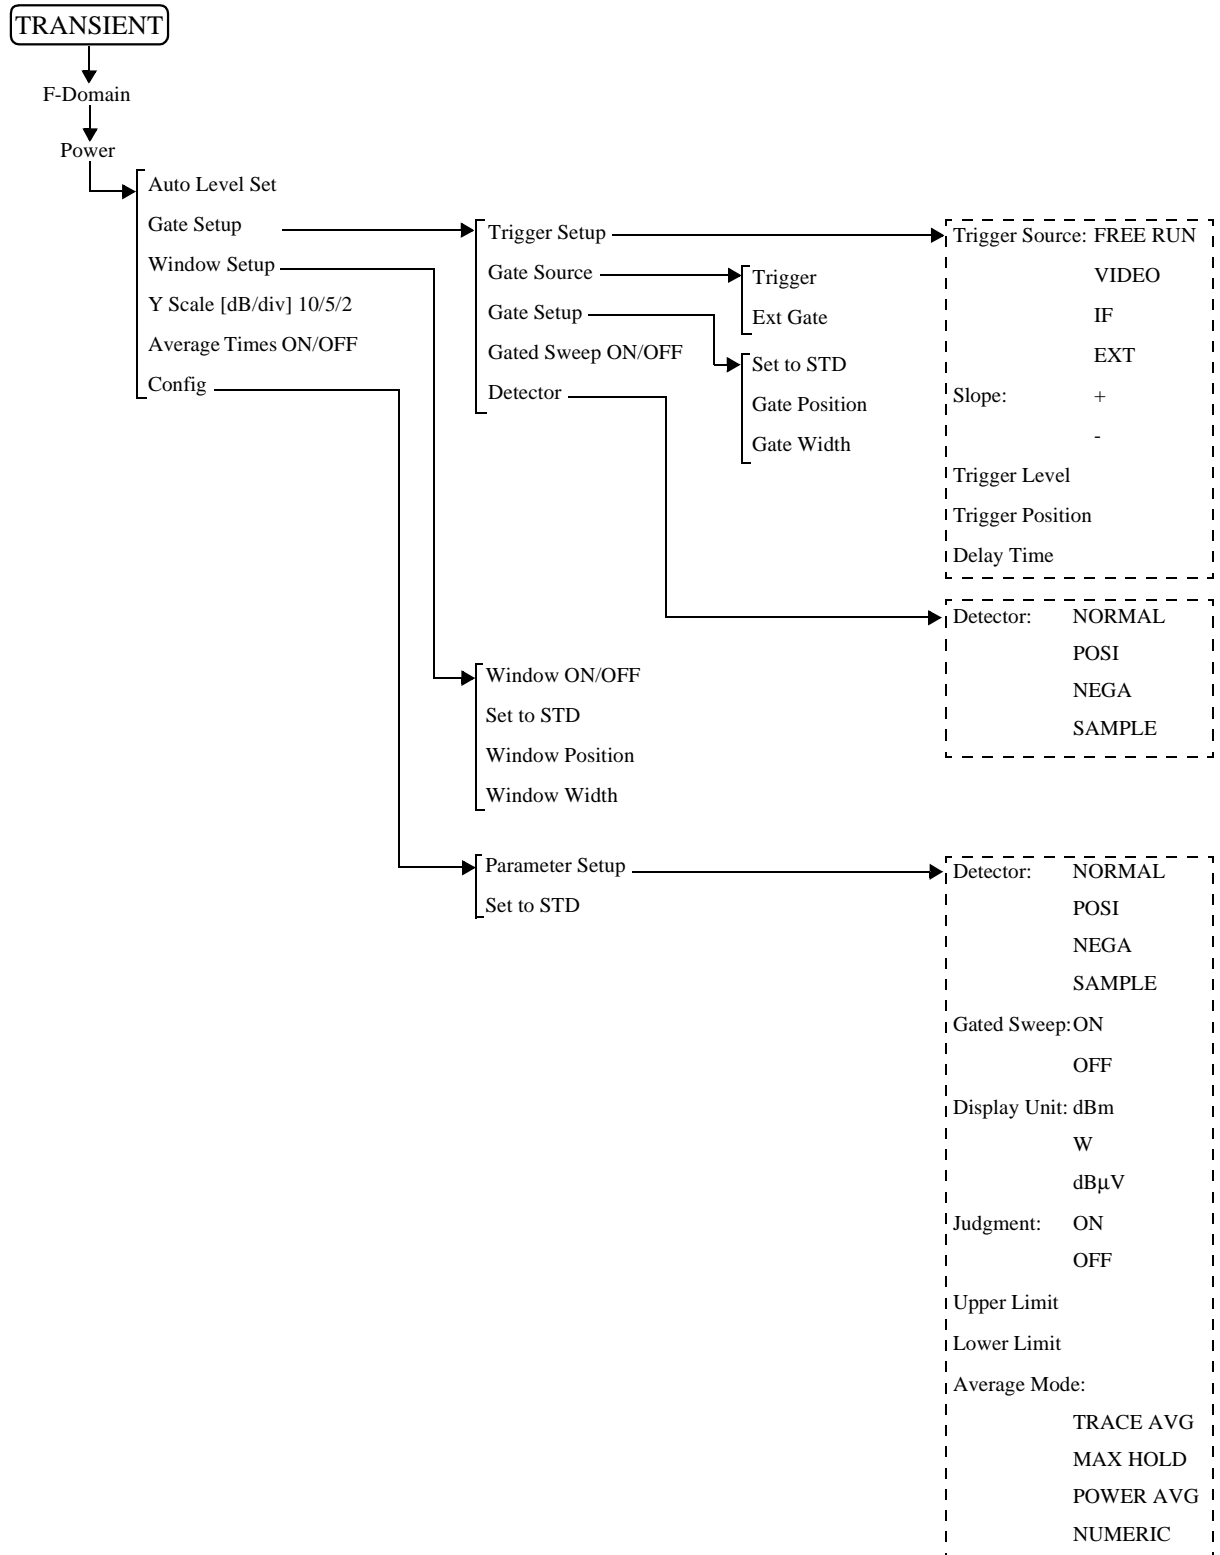 TRANSIENT
F-Domain
Power
Auto Level Set
Gate Setup
Window Setup
Y Scale [dB/div] 10/5/2
Average Times ON/OFF
Config
Trigger Setup
Gate Source
Gate Setup
Gated Sweep ON/OFF
Detector
Trigger
Ext Gate
Set to STD
Gate Position
Gate Width
Trigger Source: FREE RUN
VIDEO
IF
EXT
Slope: +
-
Trigger Level
Trigger Position
Delay Time
Detector: NORMAL
POSI
NEGA
SAMPLE
Window ON/OFF
Set to STD
Window Position
Window Width
Parameter Setup
Set to STD
Detector: NORMAL
POSI
NEGA
SAMPLE
Gated Sweep: ON
OFF
Display Unit: dBm
W
dBµV
Judgment: ON
OFF
Upper Limit
Lower Limit
Average Mode:
TRACE AVG
MAX HOLD
POWER AVG
NUMERIC